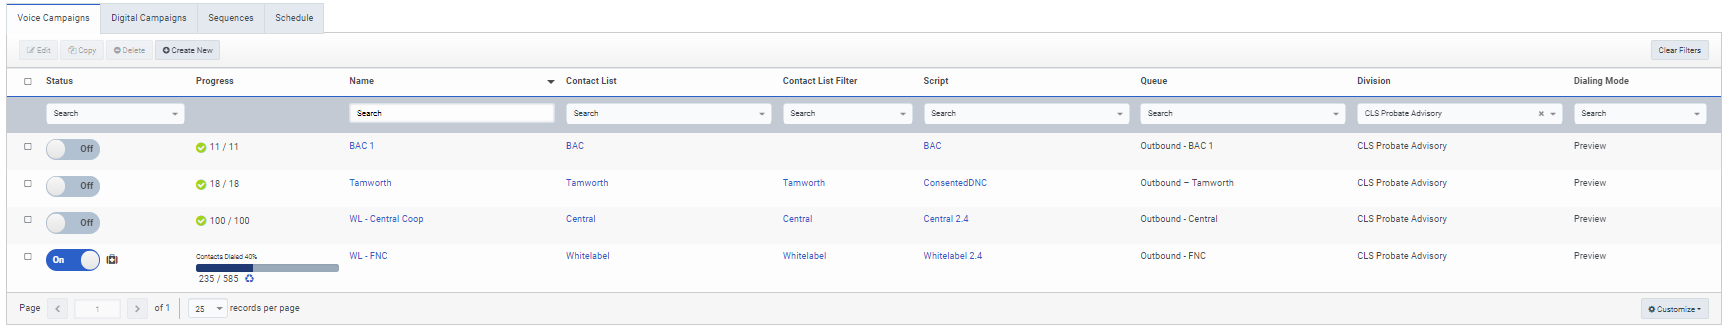 Voice Campaigns Digital Campaigns Sequences Schedule
Edit Copy Delete Create New Clear Filters
Status Progress Name Contact List Contact List Filter Script Queue Division Dialing Mode
Search Search Search Search Search Search CLS Probate Advisory Search
Off 11 / 11 BAC 1 BAC BAC Outbound - BAC 1 CLS Probate Advisory Preview
Off 18 / 18 Tamworth Tamworth Tamworth ConsentedDNC Outbound – Tamworth CLS Probate Advisory Preview
Off 100 / 100 WL - Central Coop Central Central Central 2.4 Outbound - Central CLS Probate Advisory Preview
On Contacts Dialed 40% WL - FNC Whitelabel Whitelabel Whitelabel 2.4 Outbound - FNC CLS Probate Advisory Preview
235 / 585
Page 1 of 1 25 records per page Customize